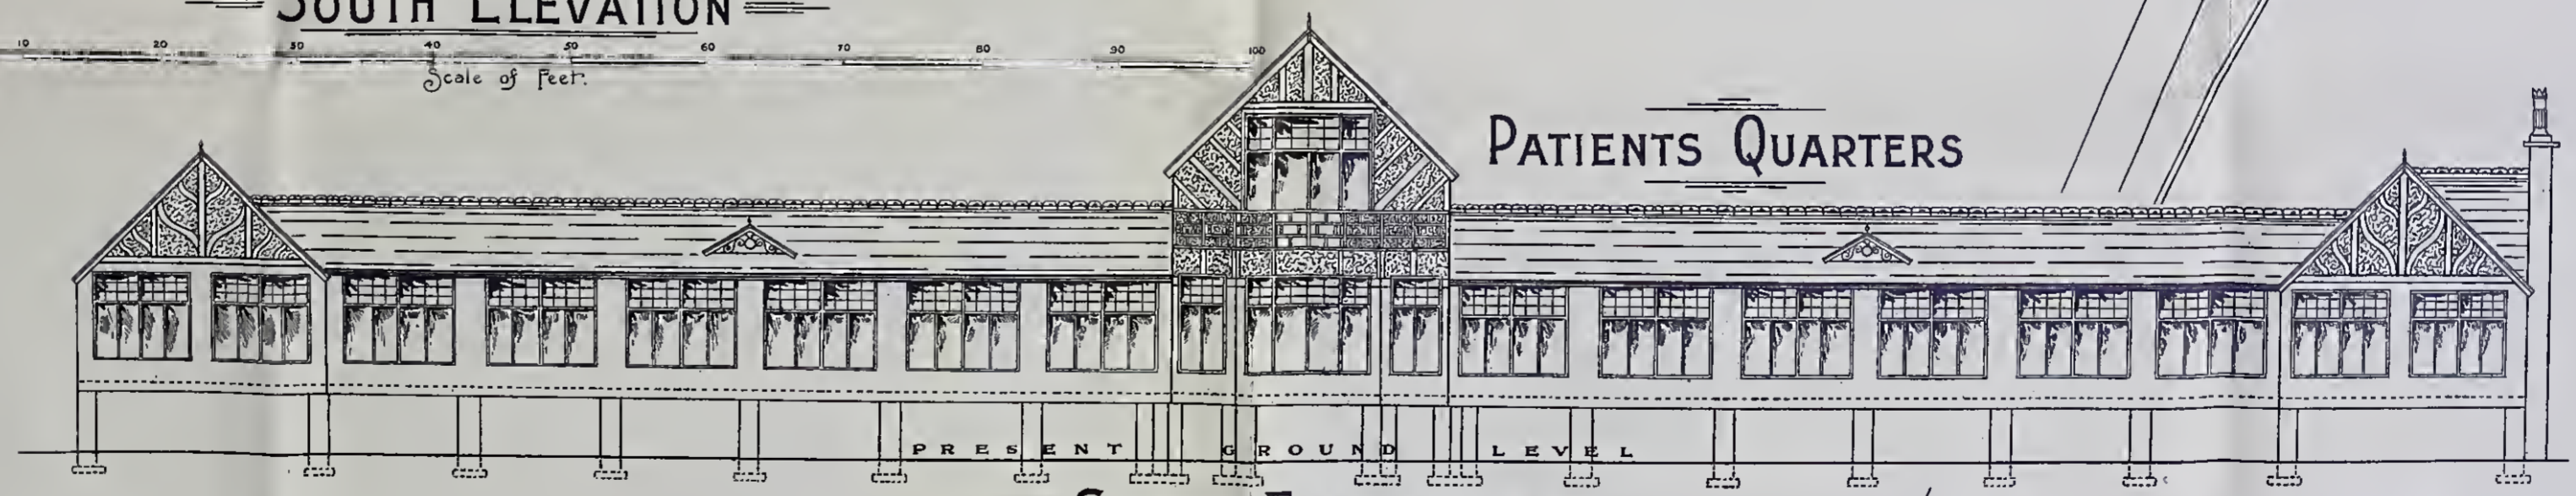 SOUTH ELEVATION
10 20 30 40 50 60 70 80 90 100
Scale of Feet.
PATIENTS QUARTERS
PRESENT GROUND LEVEL